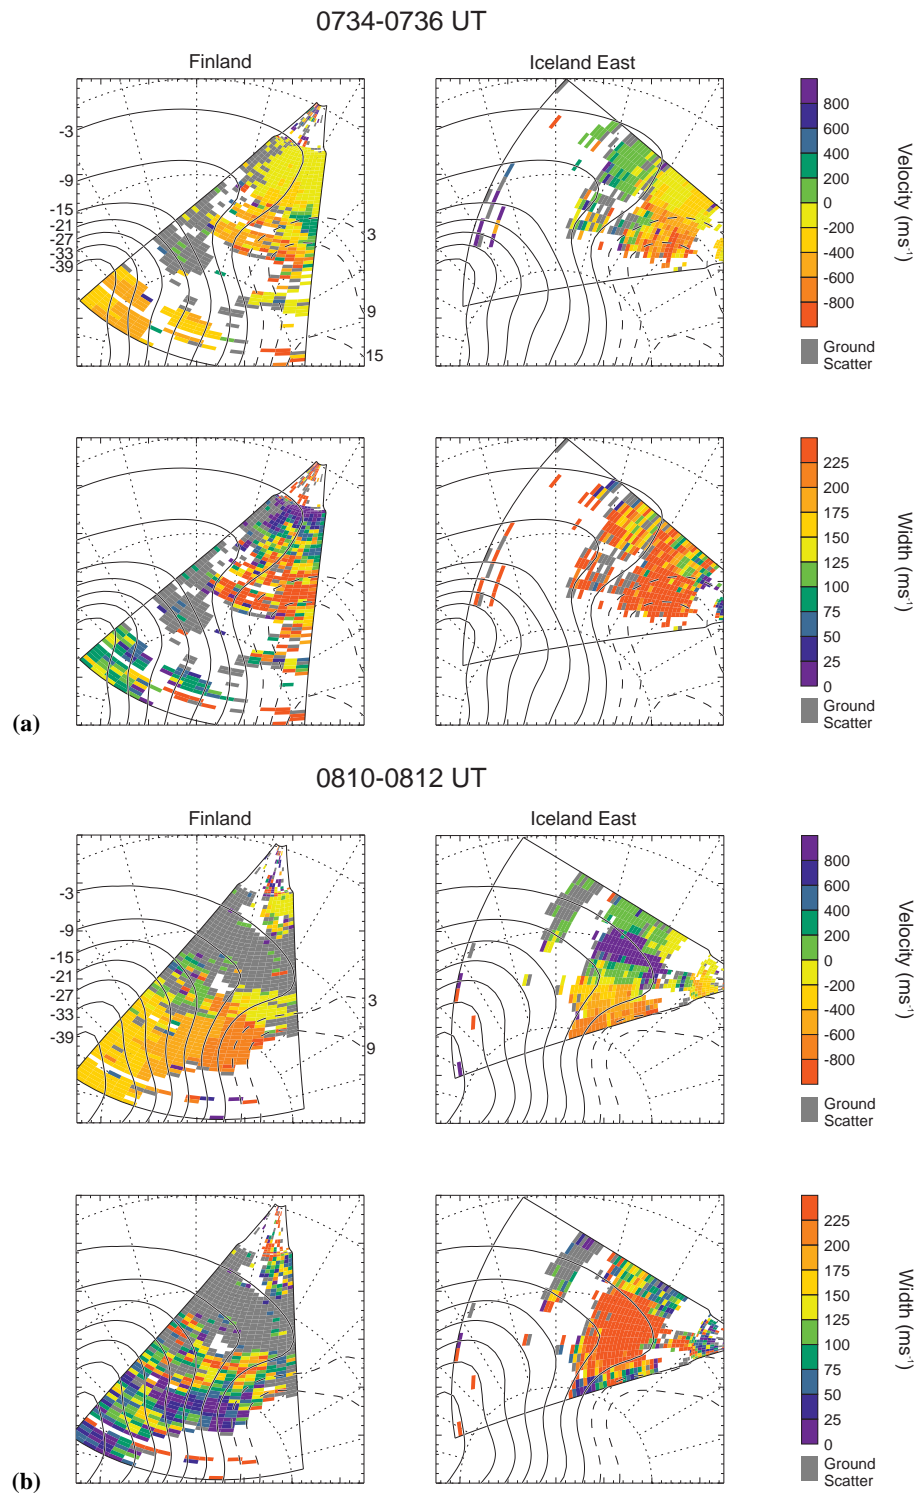 0734-0736 UT
Finland
Iceland East
-3
-9
-15
-21
-27
-33
-39
3
9
15
800
600
400
200
0
-200
-400
-600
-800
Velocity (ms⁻¹)
Ground
Scatter
225
200
175
150
125
100
75
50
25
0
Width (ms⁻¹)
Ground
Scatter
(a)
0810-0812 UT
Finland
Iceland East
-3
-9
-15
-21
-27
-33
-39
3
9
800
600
400
200
0
-200
-400
-600
-800
Velocity (ms⁻¹)
Ground
Scatter
225
200
175
150
125
100
75
50
25
0
Width (ms⁻¹)
Ground
Scatter
(b)